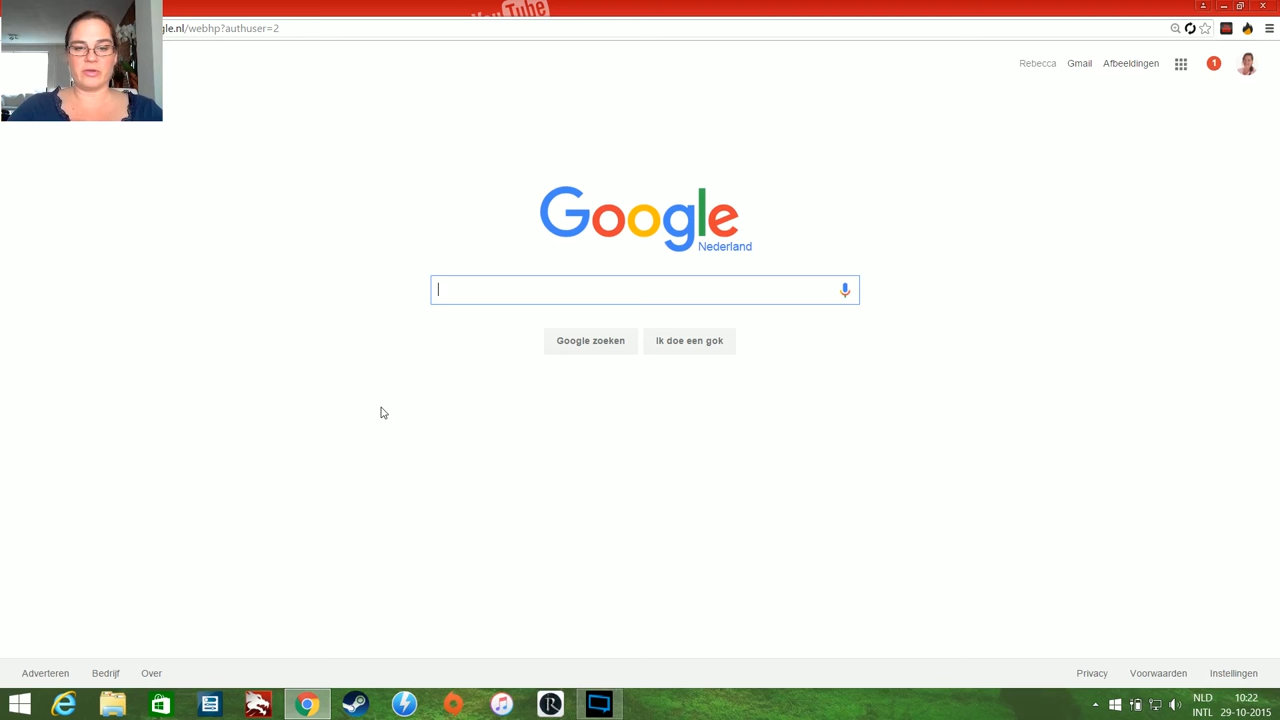 YouTube
gle.nl/webhp?authuser=2
Rebecca Gmail Afbeeldingen 1
Google
Nederland
Google zoeken Ik doe een gok
Adverteren Bedrijf Over Privacy Voorwaarden Instellingen
NLD 10:22
INTL 29-10-2015